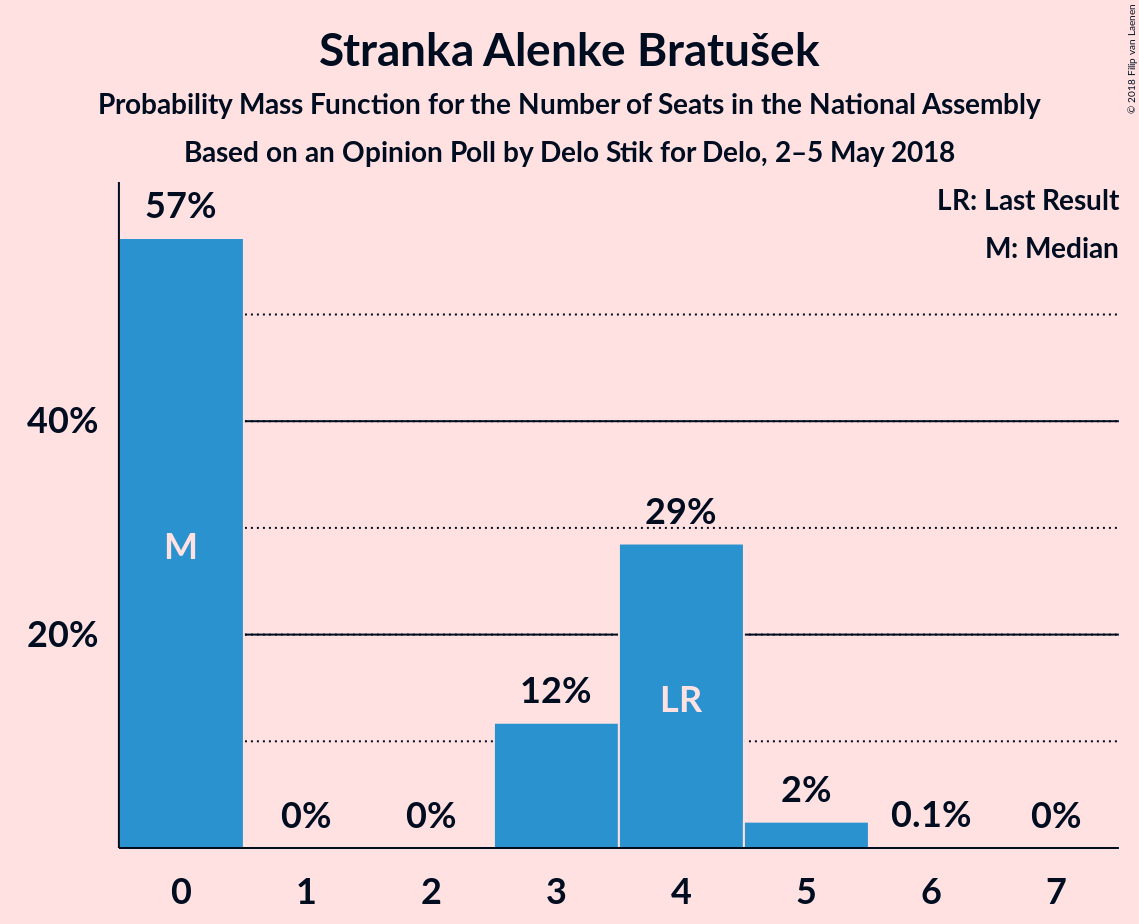 Stranka Alenke Bratušek
Probability Mass Function for the Number of Seats in the National Assembly
Based on an Opinion Poll by Delo Stik for Delo, 2–5 May 2018
© 2018 Filip van Laenen
LR: Last Result
M: Median
57%
40%
M
29%
20%
12%
LR
2%
0%
0%
0.1%
0%
0 1 2 3 4 5 6 7